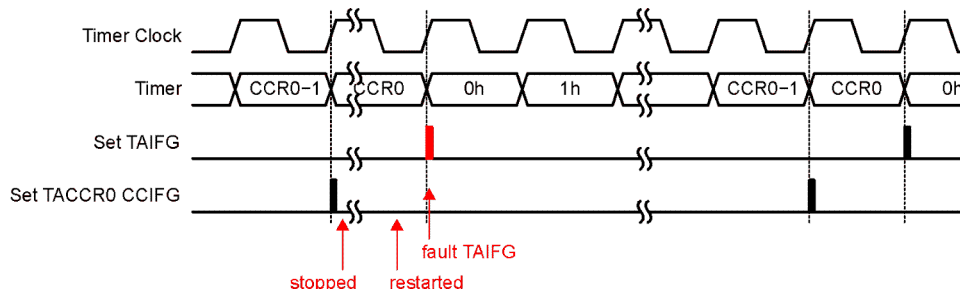 Timer Clock
Timer CCR0−1 CCR0 0h 1h CCR0−1 CCR0 0h
Set TAIFG
Set TACCR0 CCIFG
fault TAIFG
stopped restarted